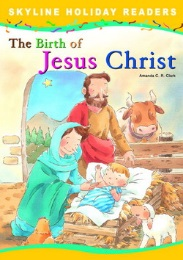 SKYLINE HOLIDAY READERS
The Birth of
Jesus Christ
Amanda C. R. Clark